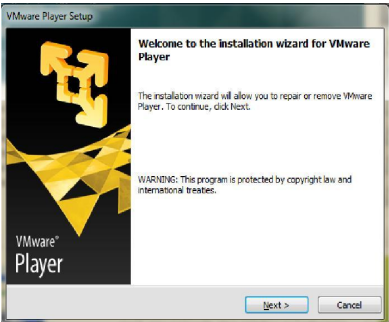 VMware Player Setup
Welcome to the installation wizard for VMware
Player
The installation wizard will allow you to repair or remove VMware
Player. To continue, click Next.
WARNING: This program is protected by copyright law and
international treaties.
VMware®
Player
Next >
Cancel